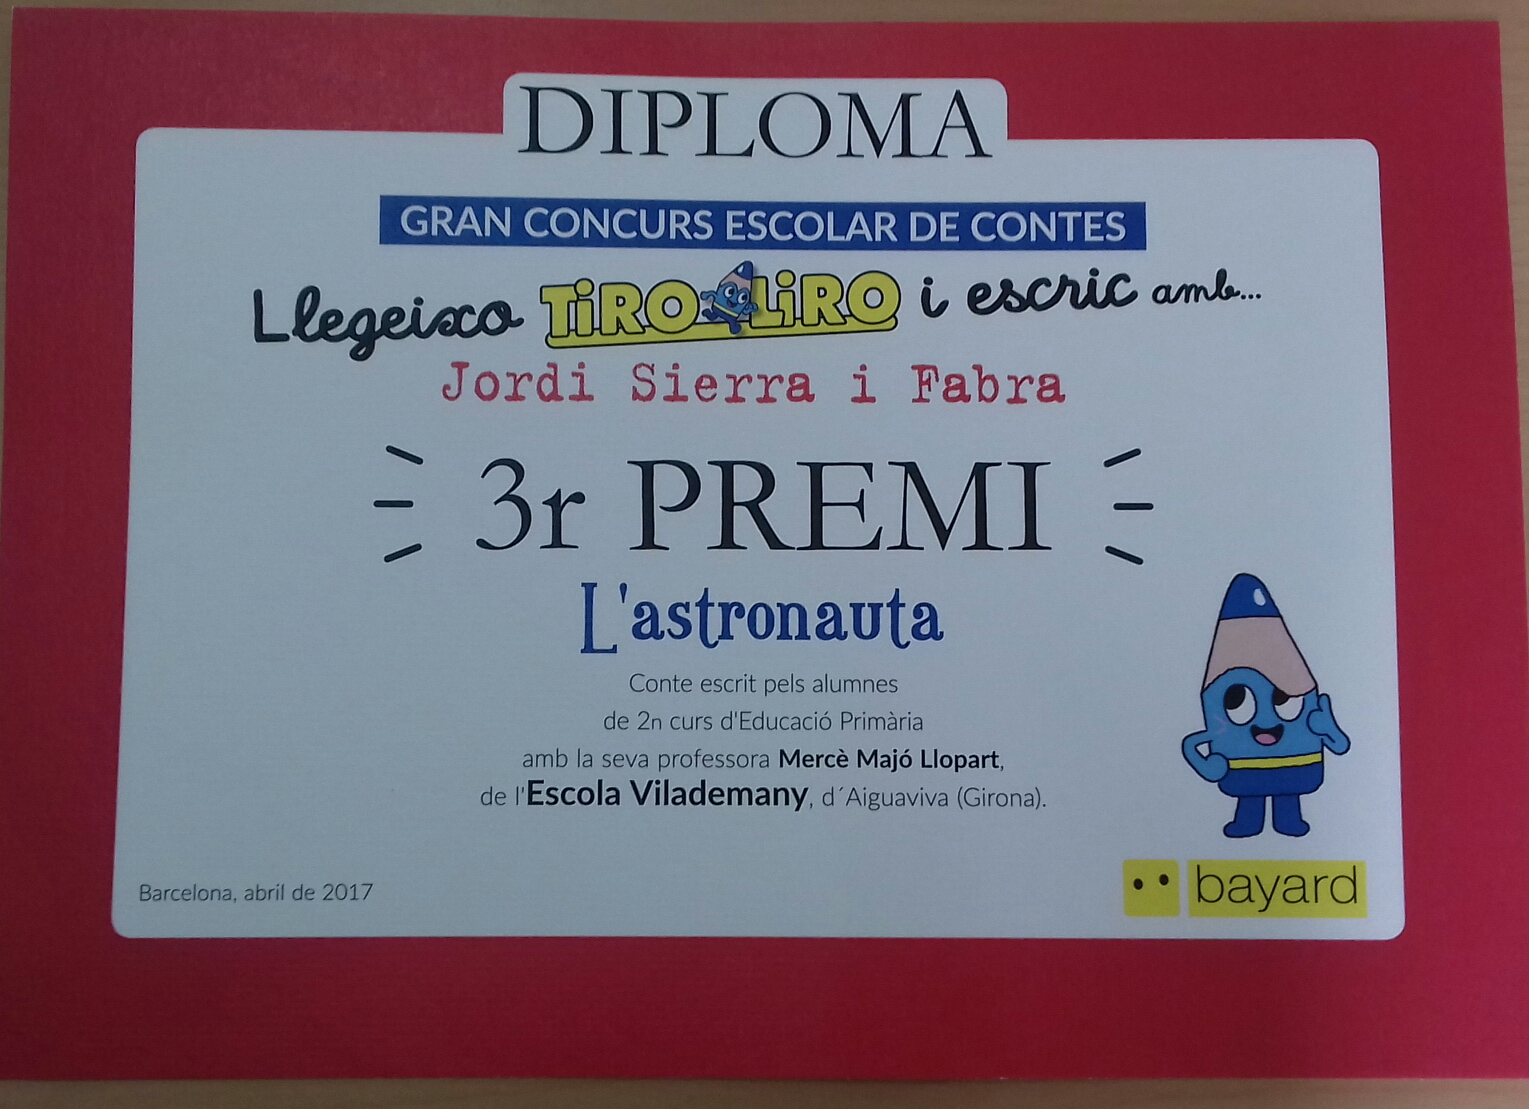 DIPLOMA
GRAN CONCURS ESCOLAR DE CONTES
Llegeixo TiROLiRO i escric amb...
Jordi Sierra i Fabra
3r PREMI
L'astronauta
Conte escrit pels alumnes
de 2n curs d'Educació Primària
amb la seva professora Mercè Majó Llopart,
de l'Escola Vilademany, d´Aiguaviva (Girona).
Barcelona, abril de 2017
bayard